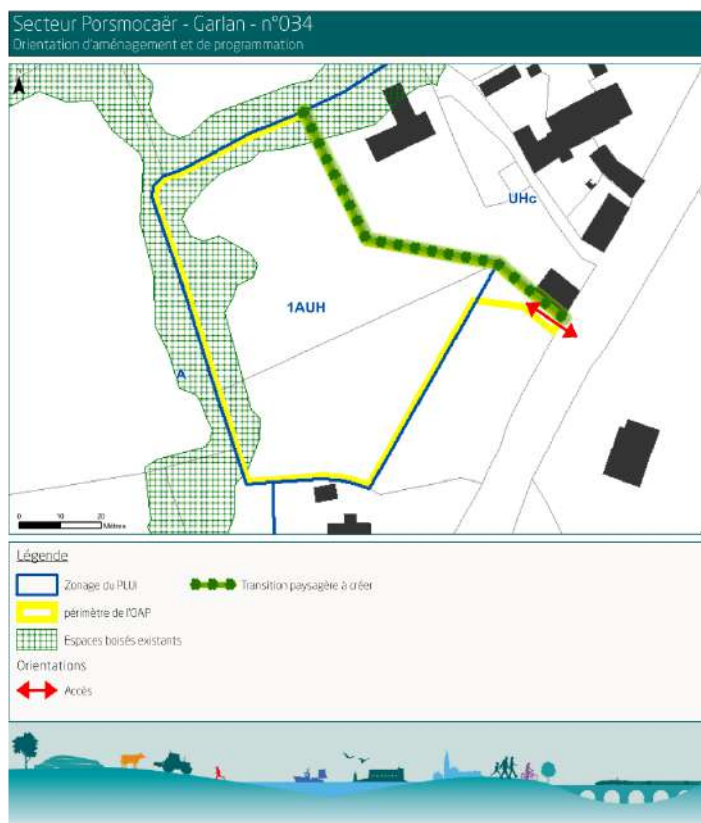 Secteur Porsmocaër - Garlan - n°034
Orientation d'aménagement et de programmation
N
UHc
1AUH
A
0 10 20
Mètres
Légende
Zonage du PLUi
Transition paysagère à créer
périmètre de l'OAP
Espaces boisés existants
Orientations
Accès